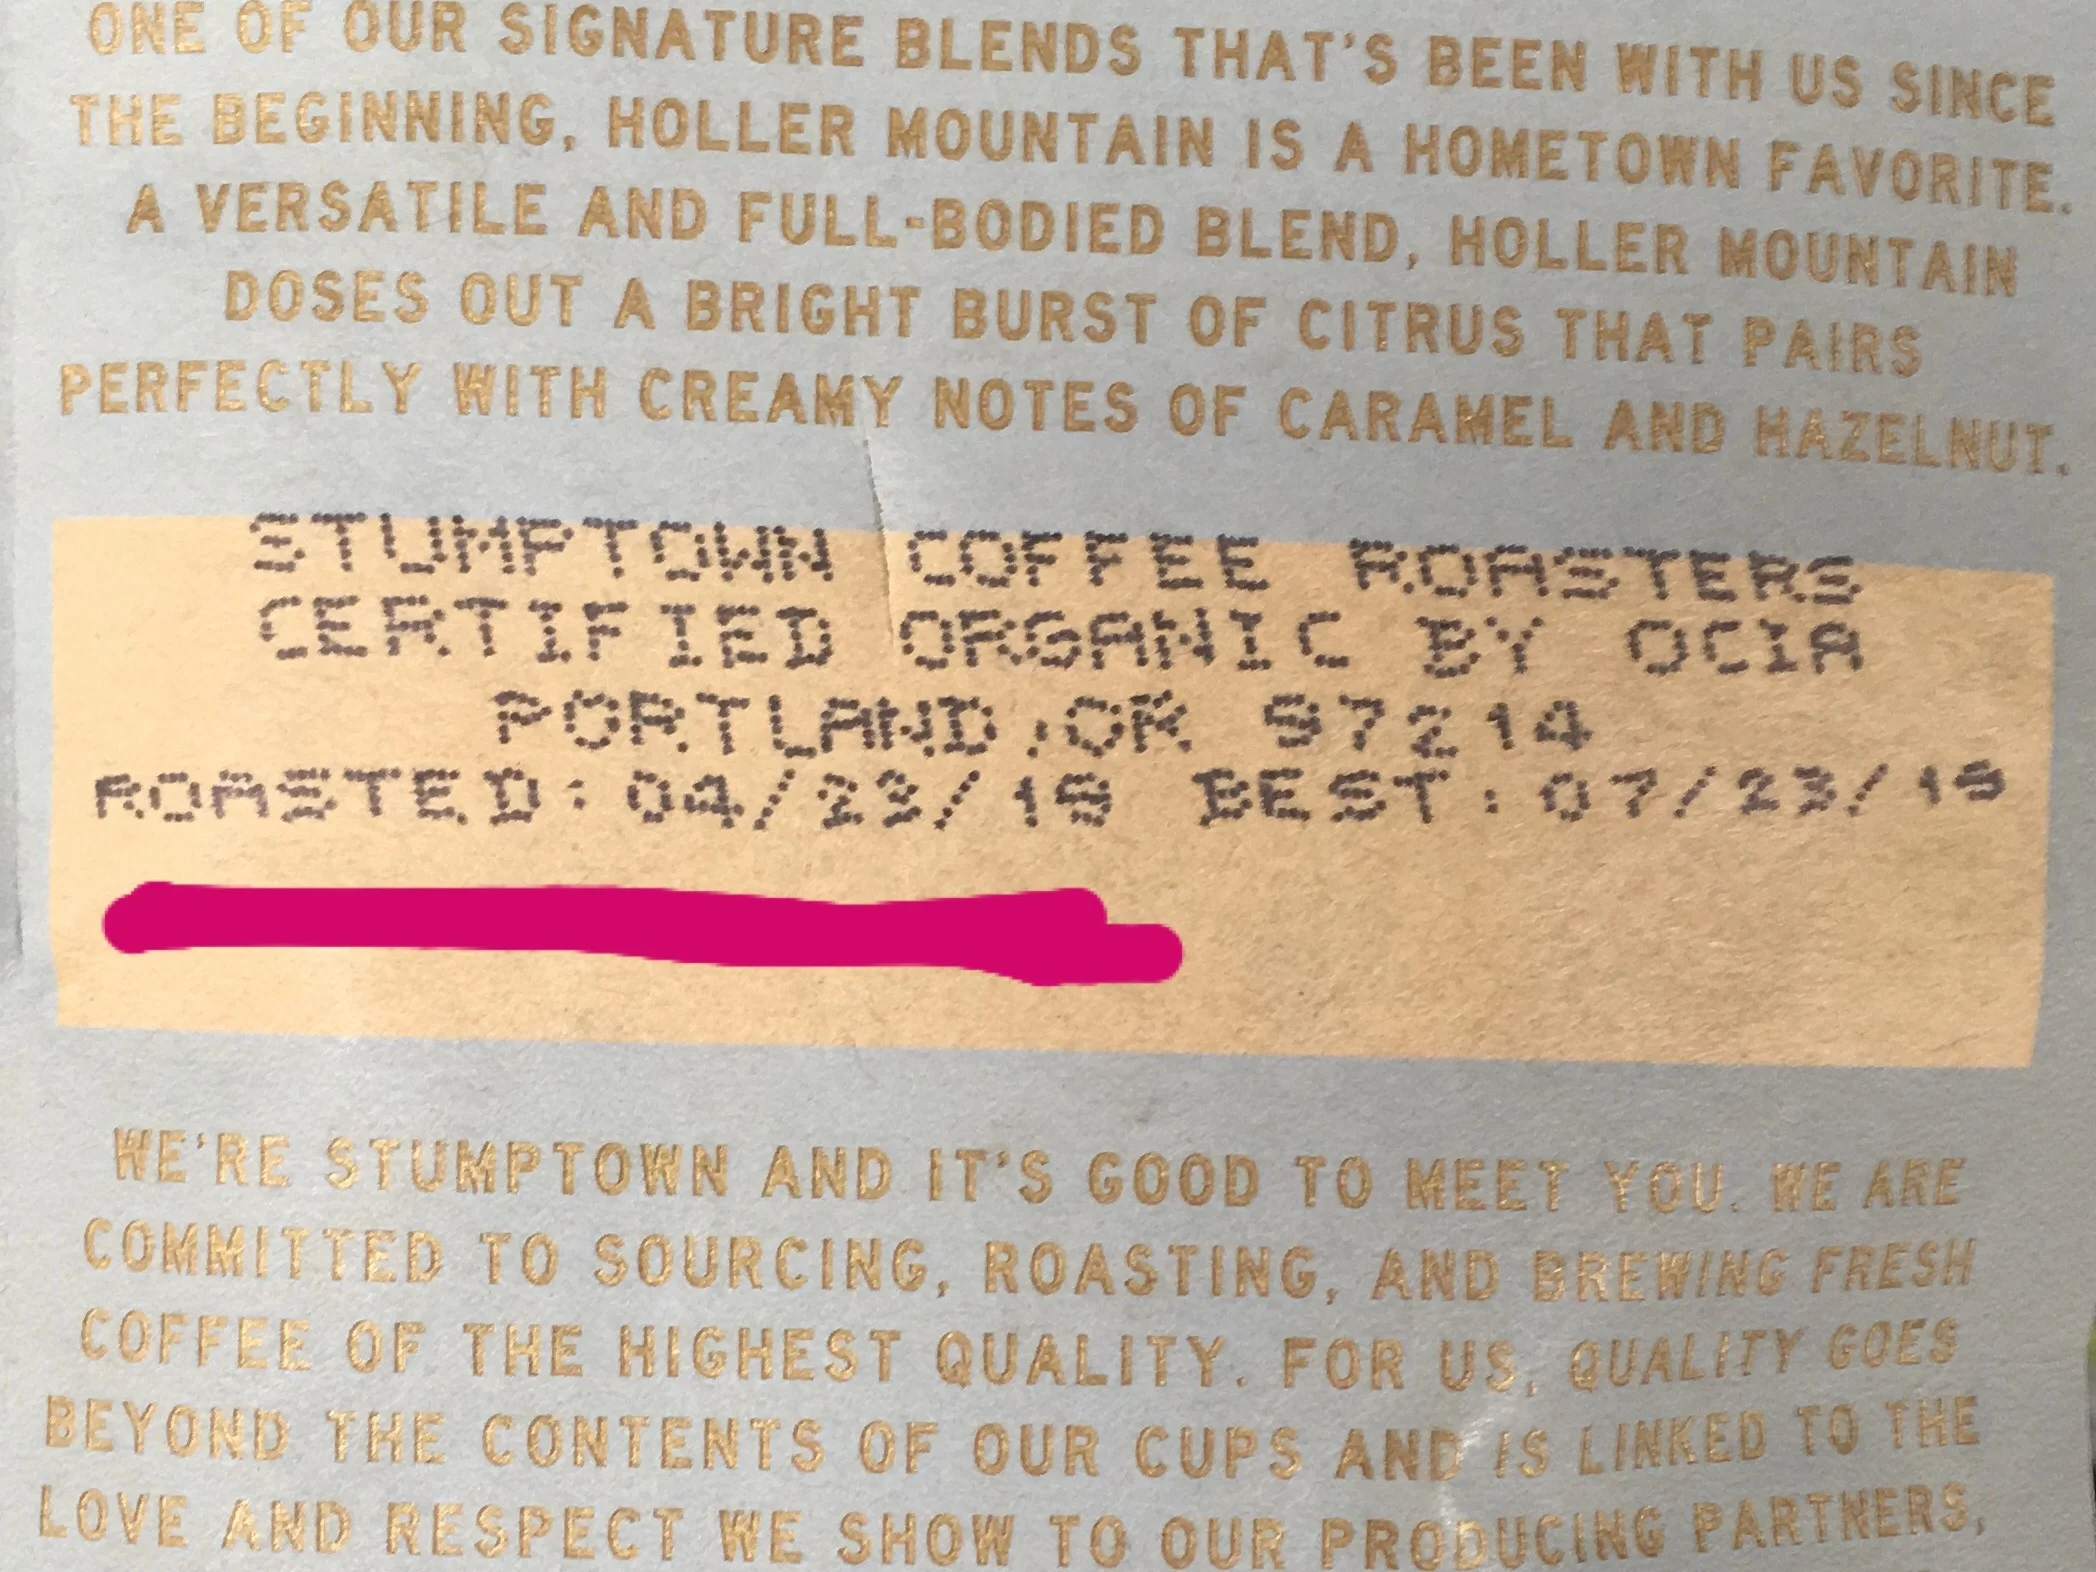 ONE OF OUR SIGNATURE BLENDS THAT'S BEEN WITH US SINCE
THE BEGINNING, HOLLER MOUNTAIN IS A HOMETOWN FAVORITE.
A VERSATILE AND FULL-BODIED BLEND, HOLLER MOUNTAIN
DOSES OUT A BRIGHT BURST OF CITRUS THAT PAIRS
PERFECTLY WITH CREAMY NOTES OF CARAMEL AND HAZELNUT.
STUMPTOWN COFFEE ROASTERS
CERTIFIED ORGANIC BY OCIA
PORTLAND,OR 97214
ROASTED:04/23/19 BEST:07/23/19
WE'RE STUMPTOWN AND IT'S GOOD TO MEET YOU. WE ARE
COMMITTED TO SOURCING, ROASTING, AND BREWING FRESH
COFFEE OF THE HIGHEST QUALITY. FOR US, QUALITY GOES
BEYOND THE CONTENTS OF OUR CUPS AND IS LINKED TO THE
LOVE AND RESPECT WE SHOW TO OUR PRODUCING PARTNERS,